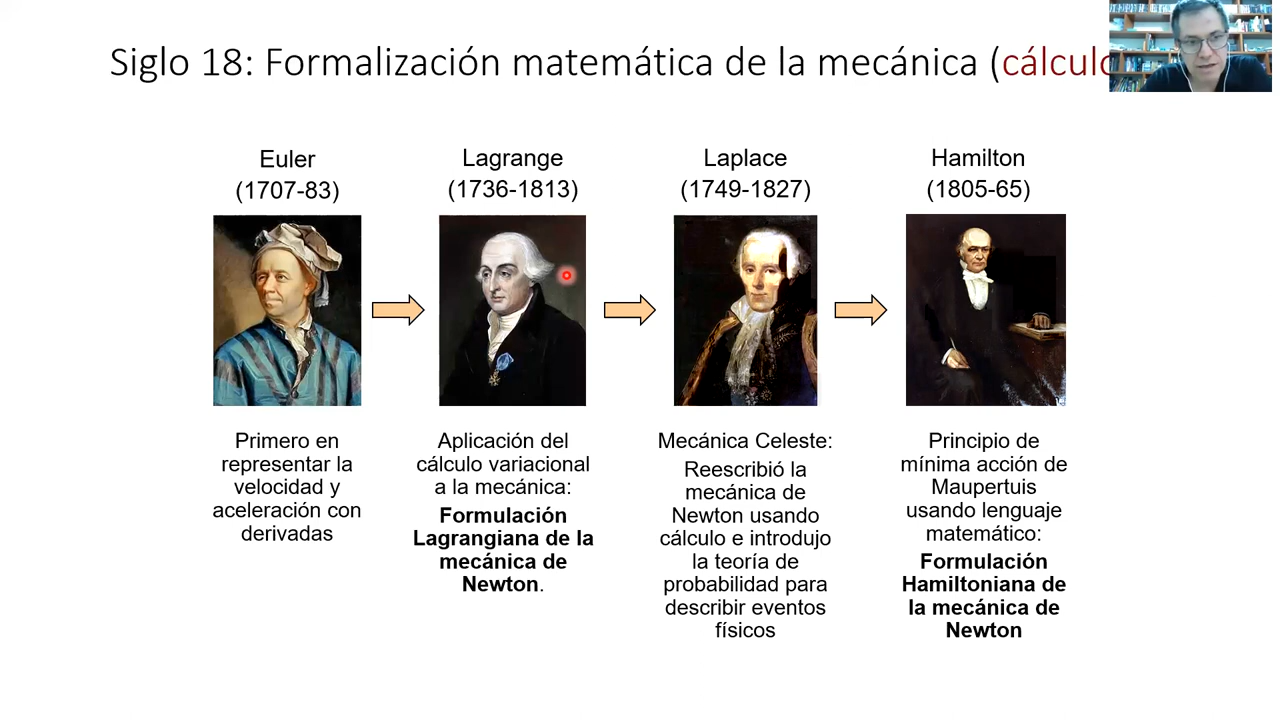 Siglo 18: Formalización matemática de la mecánica (cálculo
Euler
(1707-83)
Primero en
representar la
velocidad y
aceleración con
derivadas
Lagrange
(1736-1813)
Aplicación del
cálculo variacional
a la mecánica:
Formulación
Lagrangiana de la
mecánica de
Newton.
Laplace
(1749-1827)
Mecánica Celeste:
Reescribió la
mecánica de
Newton usando
cálculo e introdujo
la teoría de
probabilidad para
describir eventos
físicos
Hamilton
(1805-65)
Principio de
mínima acción de
Maupertuis
usando lenguaje
matemático:
Formulación
Hamiltoniana de
la mecánica de
Newton